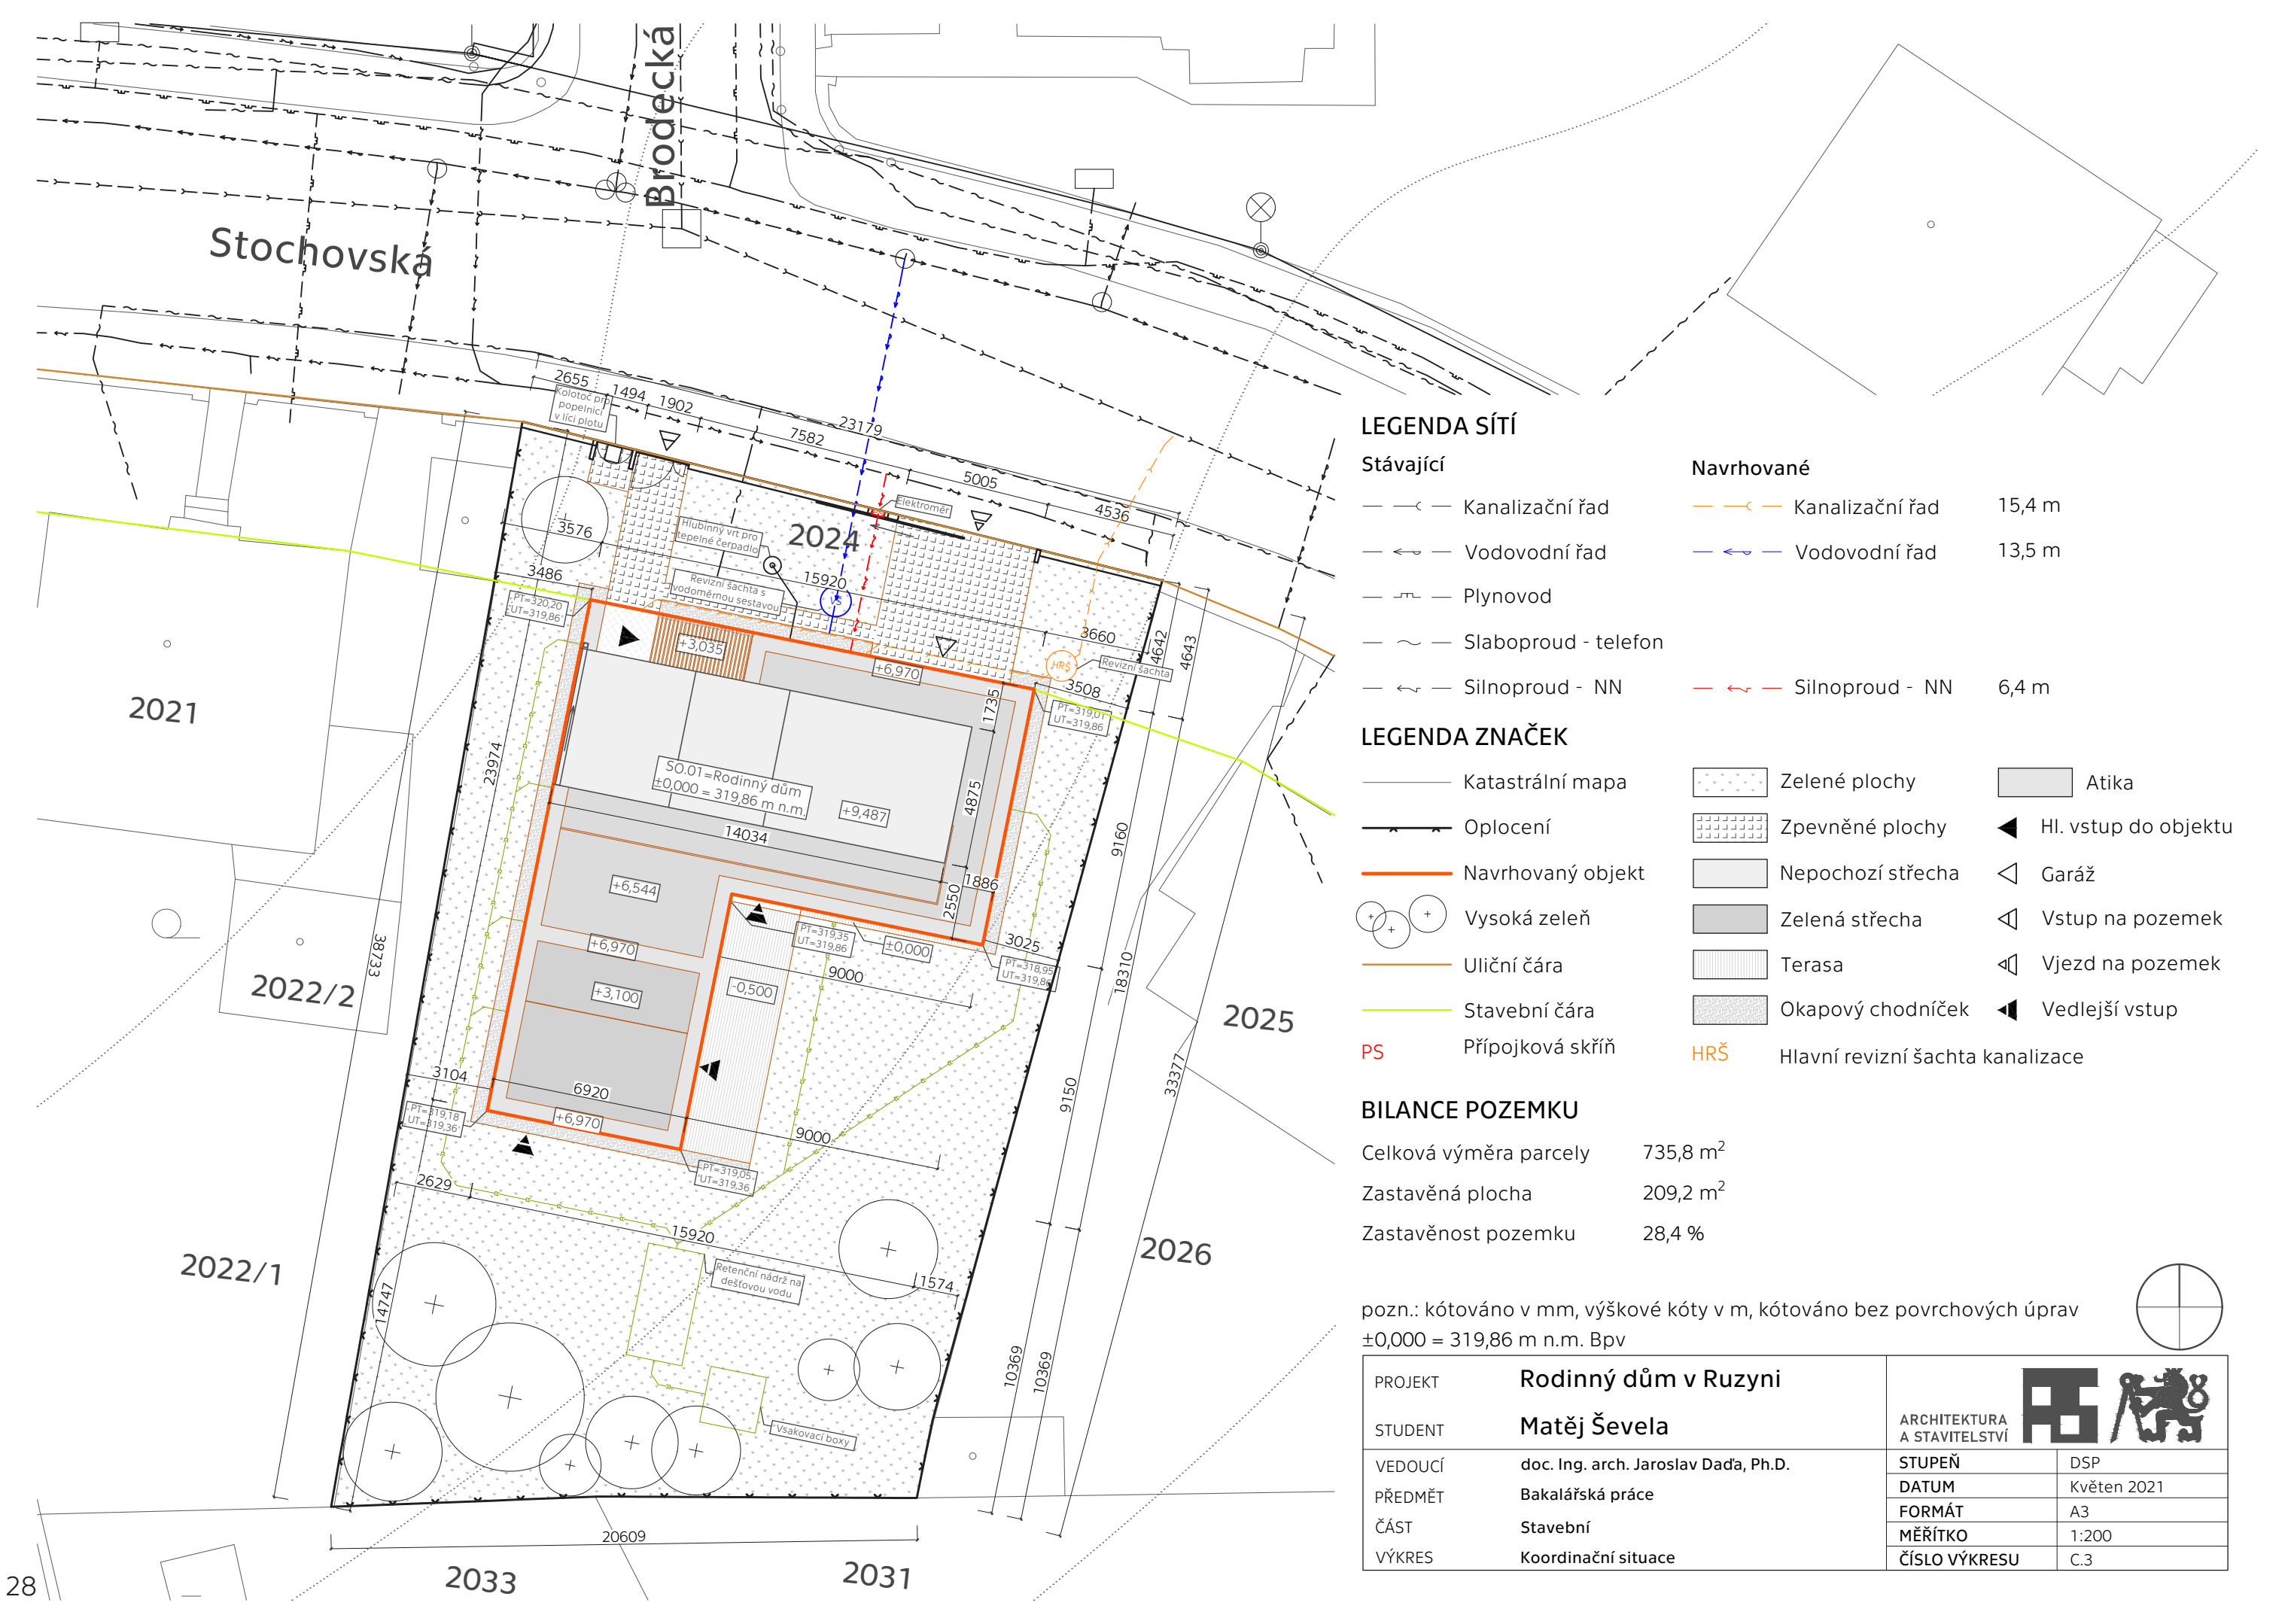 Brodecká
Stochovská
2655
1494
1902
23179
7582
5005
4536
Kolotoč pro
popelnici
v líci plotu
Elektroměr
Hlubinný vrt pro
tepelné čerpadlo
2024
3576
15920
3486
Revizní šachta s
vodoměrnou sestavou
VS
PT=320,20
UT=319,86
3660
4642
4643
HRŠ
Revizní šachta
3508
+3,035
+6,970
1735
PT=319,01
UT=319,86
2021
23974
SO.01=Rodinný dům
±0,000 = 319,86 m n.m.
+9,487
4875
14034
9160
1886
+6,544
2550
PT=319,35
UT=319,86
±0,000
3025
+6,970
PT=318,95
UT=319,86
38733
2022/2
9000
-0,500
+3,100
18310
2025
33377
9150
3104
6920
PT=319,18
UT=319,36
+6,970
9000
PT=319,05
UT=319,36
2629
15920
2026
2022/1
Retenční nádrž na
dešťovou vodu
1574
14747
10369
10369
Vsakovací boxy
20609
2033
2031
28
LEGENDA SÍTÍ
Stávající
Navrhované
Kanalizační řad
Kanalizační řad 15,4 m
Vodovodní řad
Vodovodní řad 13,5 m
Plynovod
Slaboproud - telefon
Silnoproud - NN
Silnoproud - NN 6,4 m
LEGENDA ZNAČEK
Katastrální mapa
Zelené plochy
Atika
Oplocení
Zpevněné plochy
Hl. vstup do objektu
Navrhovaný objekt
Nepochozí střecha
Garáž
Vysoká zeleň
Zelená střecha
Vstup na pozemek
Uliční čára
Terasa
Vjezd na pozemek
Stavební čára
Okapový chodníček
Vedlejší vstup
PS Přípojková skříň
HRŠ Hlavní revizní šachta kanalizace
BILANCE POZEMKU
Celková výměra parcely 735,8 m²
Zastavěná plocha 209,2 m²
Zastavěnost pozemku 28,4 %
pozn.: kótováno v mm, výškové kóty v m, kótováno bez povrchových úprav
±0,000 = 319,86 m n.m. Bpv
PROJEKT Rodinný dům v Ruzyni
STUDENT Matěj Ševela
ARCHITEKTURA
A STAVITELSTVÍ
VEDOUCÍ doc. Ing. arch. Jaroslav Daďa, Ph.D.
PŘEDMĚT Bakalářská práce
ČÁST Stavební
VÝKRES Koordinační situace
STUPEŇ DSP
DATUM Květen 2021
FORMÁT A3
MĚŘÍTKO 1:200
ČÍSLO VÝKRESU C.3